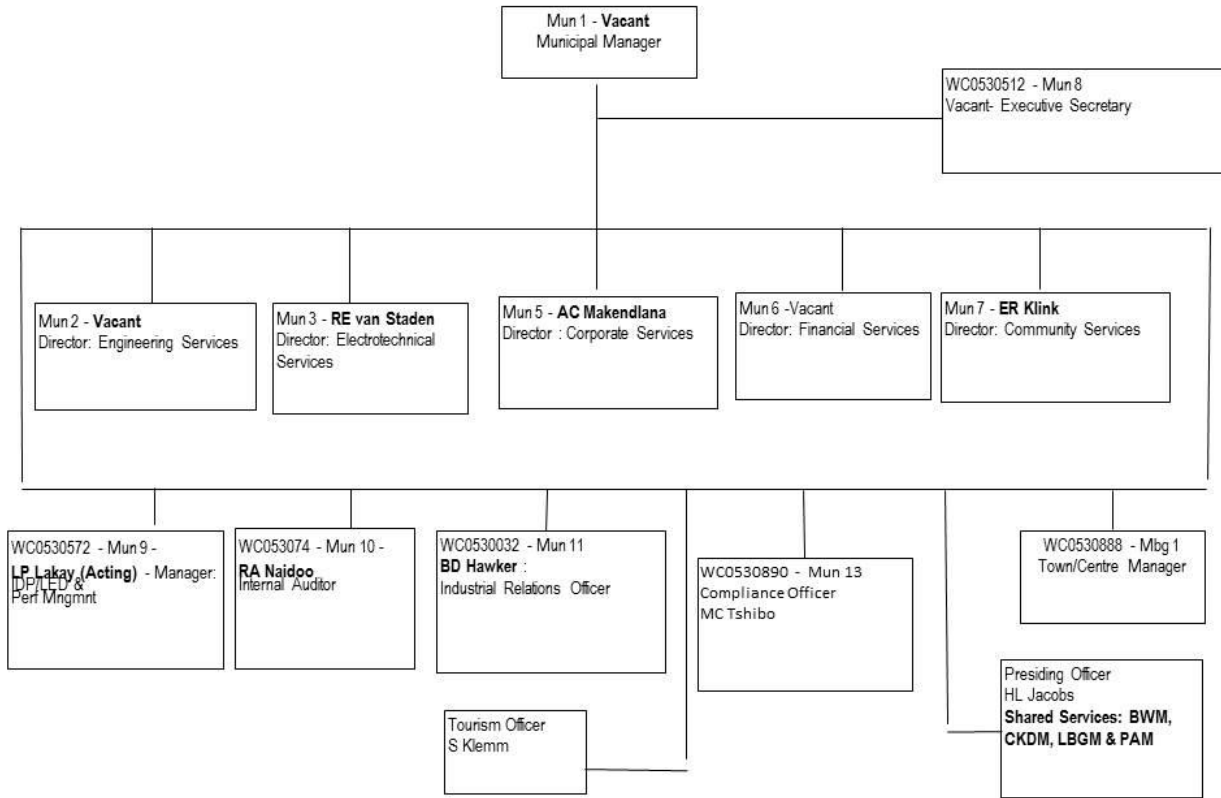 Mun 1 - Vacant
Municipal Manager
WC0530512 - Mun 8
Vacant- Executive Secretary
Mun 2 - Vacant
Director: Engineering Services
Mun 3 - RE van Staden
Director: Electrotechnical
Services
Mun 5 - AC Makendlana
Director : Corporate Services
Mun 6 -Vacant
Director: Financial Services
Mun 7 - ER Klink
Director: Community Services
WC0530572 - Mun 9 -
LP Lakay (Acting) - Manager:
IDP/LED &
Perf Mngmnt
WC053074 - Mun 10 -
RA Naidoo
Internal Auditor
WC0530032 - Mun 11
BD Hawker :
Industrial Relations Officer
WC0530890 - Mun 13
Compliance Officer
MC Tshibo
WC0530888 - Mbg 1
Town/Centre Manager
Tourism Officer
S Klemm
Presiding Officer
HL Jacobs
Shared Services: BWM,
CKDM, LBGM & PAM